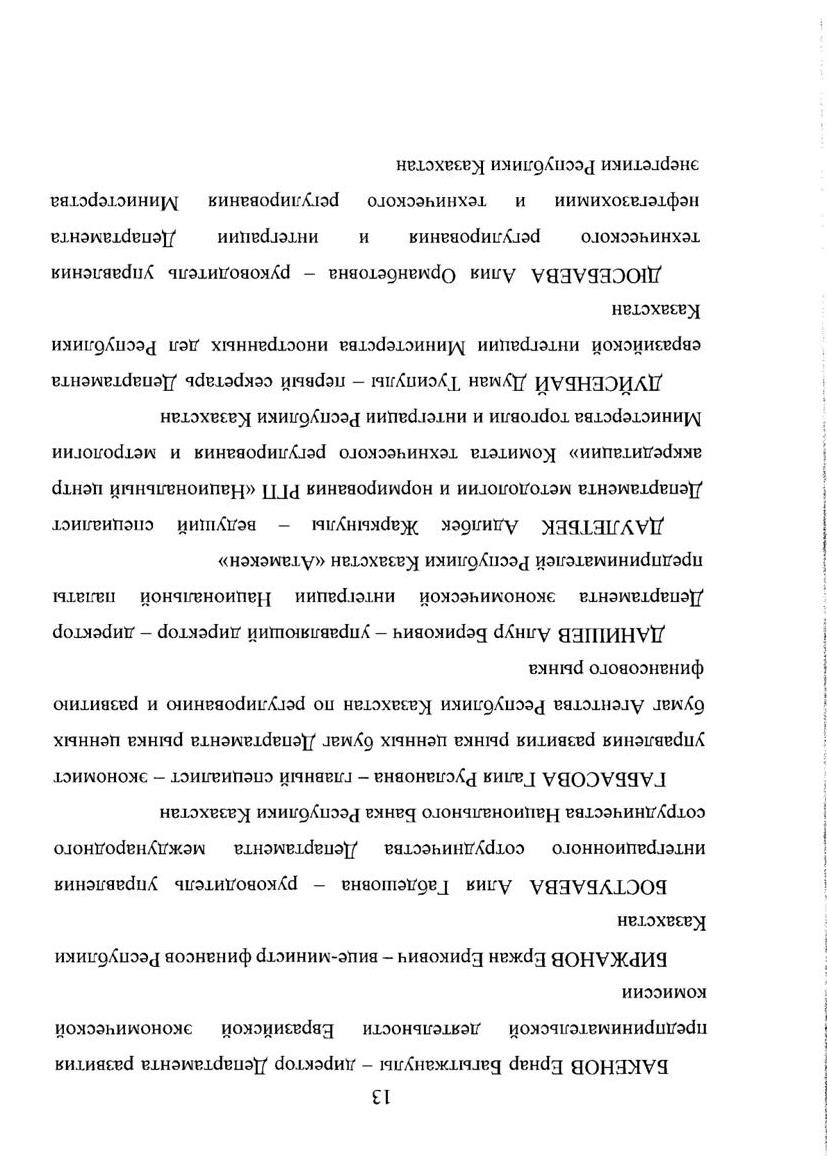 13
БАКЕНОВ Ернар Багытжанулы – директор Департамента развития
предпринимательской деятельности Евразийской экономической
комиссии
БИРЖАНОВ Ержан Ерикович – вице-министр финансов Республики
Казахстан
БОСТУБАЕВА Алия Габдешовна – руководитель управления
интеграционного сотрудничества Департамента международного
сотрудничества Национального Банка Республики Казахстан
ГАББАСОВА Галия Руслановна – главный специалист – экономист
управления развития рынка ценных бумаг Департамента рынка ценных
бумаг Агентства Республики Казахстан по регулированию и развитию
финансового рынка
ДАНИШЕВ Алнур Берикович – управляющий директор – директор
Департамента экономической интеграции Национальной палаты
предпринимателей Республики Казахстан «Атамекен»
ДАУЛЕТБЕК Адилбек Жаркынулы – ведущий специалист
Департамента методологии и нормирования РГП «Национальный центр
аккредитации» Комитета технического регулирования и метрологии
Министерства торговли и интеграции Республики Казахстан
ДУЙСЕНБАЙ Думан Тусипулы – первый секретарь Департамента
евразийской интеграции Министерства иностранных дел Республики
Казахстан
ДЮСЕБАЕВА Алия Орманбетовна – руководитель управления
технического регулирования и интеграции Департамента
нефтегазохимии и технического регулирования Министерства
энергетики Республики Казахстан